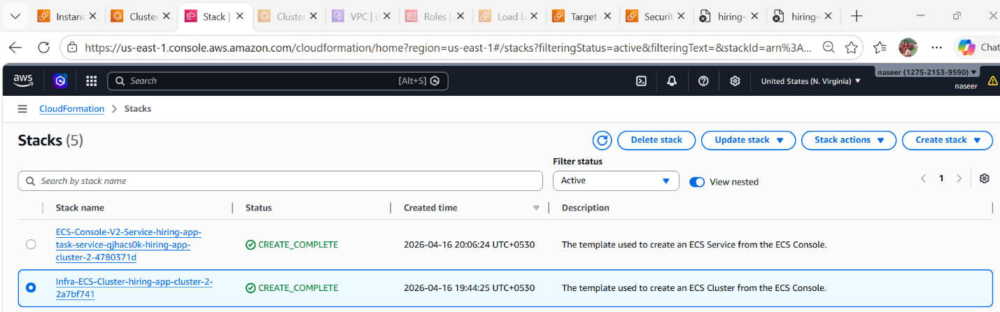 Instanc
Cluster
Stack |
Cluster
VPC | u
Roles |
Load b
Target
Securit
hiring-
hiring-
https://us-east-1.console.aws.amazon.com/cloudformation/home?region=us-east-1#/stacks?filteringStatus=active&filteringText=&stackId=arn%3A...
Chat
aws
Search
[Alt+S]
United States (N. Virginia)
naseer (1275-2153-9590)
naseer
CloudFormation
Stacks
Stacks (5)
Delete stack
Update stack
Stack actions
Create stack
Filter status
Search by stack name
Active
View nested
1
Stack name
Status
Created time
Description
ECS-Console-V2-Service-hiring-app-
task-service-qjhacs0k-hiring-app-
cluster-2-4780371d
CREATE_COMPLETE
2026-04-16 20:06:24 UTC+0530
The template used to create an ECS Service from the ECS Console.
Infra-ECS-Cluster-hiring-app-cluster-2-
2a7bf741
CREATE_COMPLETE
2026-04-16 19:44:25 UTC+0530
The template used to create an ECS Cluster from the ECS Console.